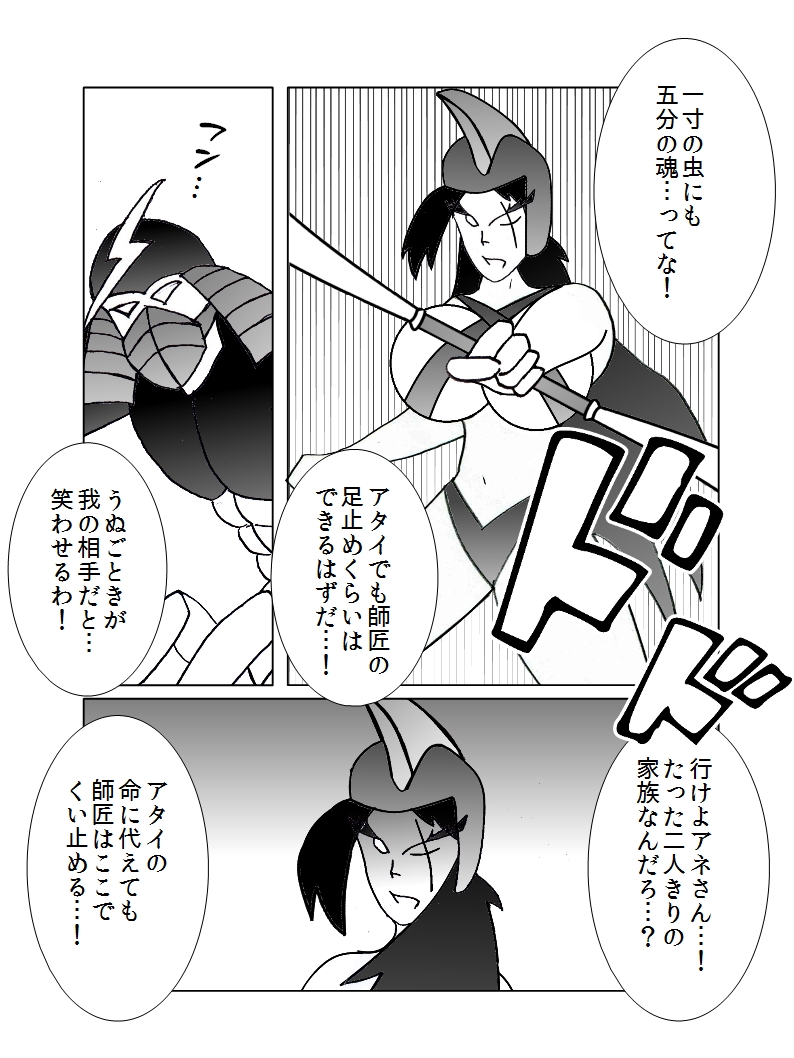 一寸の虫にも
五分の魂…ってな！
アタイでも師匠の
足止めくらいは
できるはずだ…！
ドドドド
フン…
うぬごときが
我の相手だと…
笑わせるわ！
行けよアネさん…！
たった二人きりの
家族なんだろ…？
アタイの
命に代えても
師匠はここで
くい止める…！